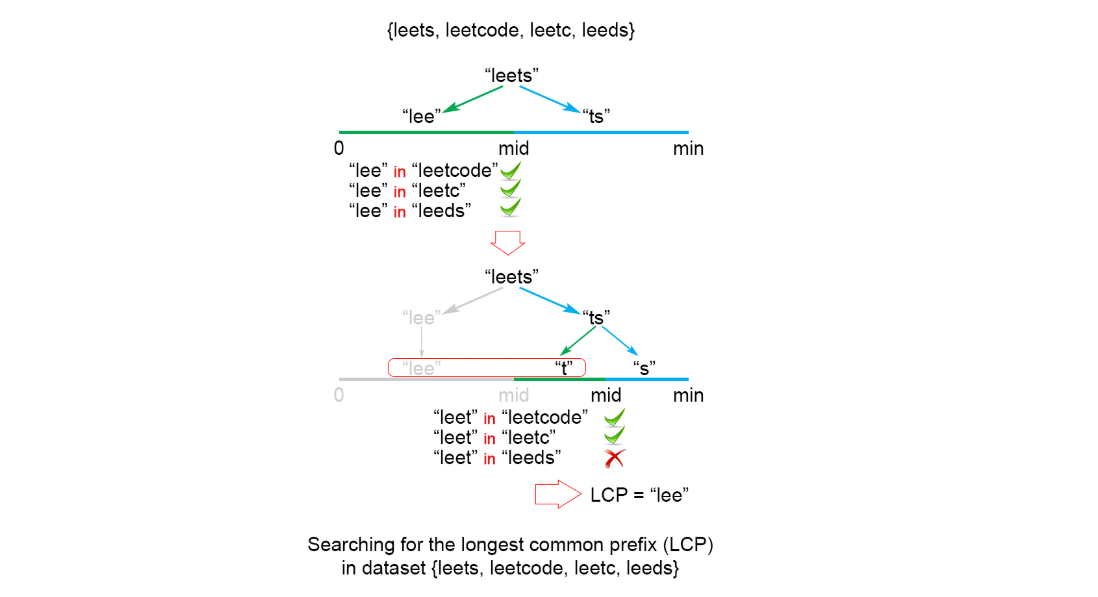 {leets, leetcode, leetc, leeds}
“leets”
“lee” “ts”
0 mid min
“lee” in “leetcode”
“lee” in “leetc”
“lee” in “leeds”
“leets”
“lee” “ts”
“lee” “t” “s”
0 mid mid min
“leet” in “leetcode”
“leet” in “leetc”
“leet” in “leeds”
LCP = “lee”
Searching for the longest common prefix (LCP)
in dataset {leets, leetcode, leetc, leeds}